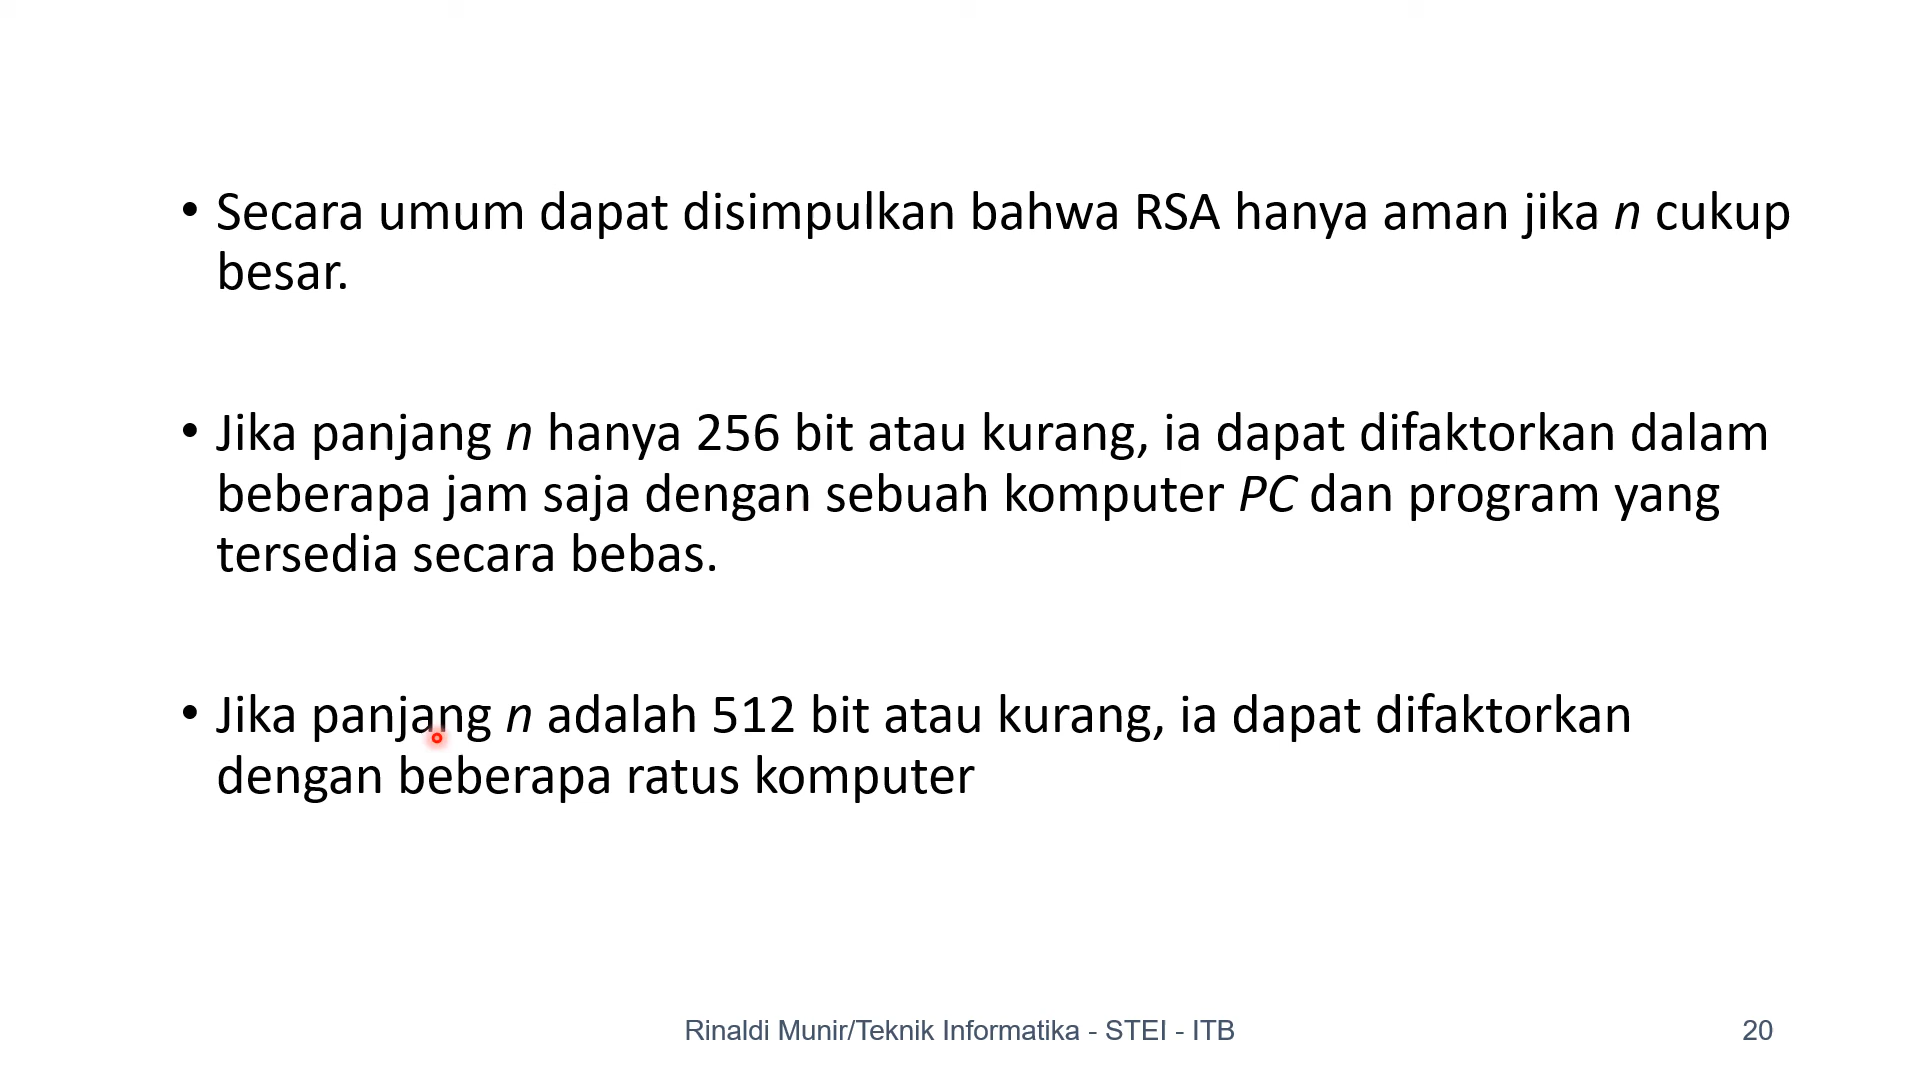 • Secara umum dapat disimpulkan bahwa RSA hanya aman jika n cukup
besar.
• Jika panjang n hanya 256 bit atau kurang, ia dapat difaktorkan dalam
beberapa jam saja dengan sebuah komputer PC dan program yang
tersedia secara bebas.
• Jika panjang n adalah 512 bit atau kurang, ia dapat difaktorkan
dengan beberapa ratus komputer
Rinaldi Munir/Teknik Informatika - STEI - ITB
20